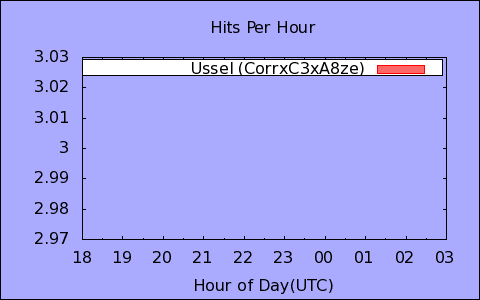 Hits Per Hour
3.03
Ussel (CorrxC3xA8ze)
3.02
3.01
3
2.99
2.98
2.97
18 19 20 21 22 23 00 01 02 03
Hour of Day(UTC)